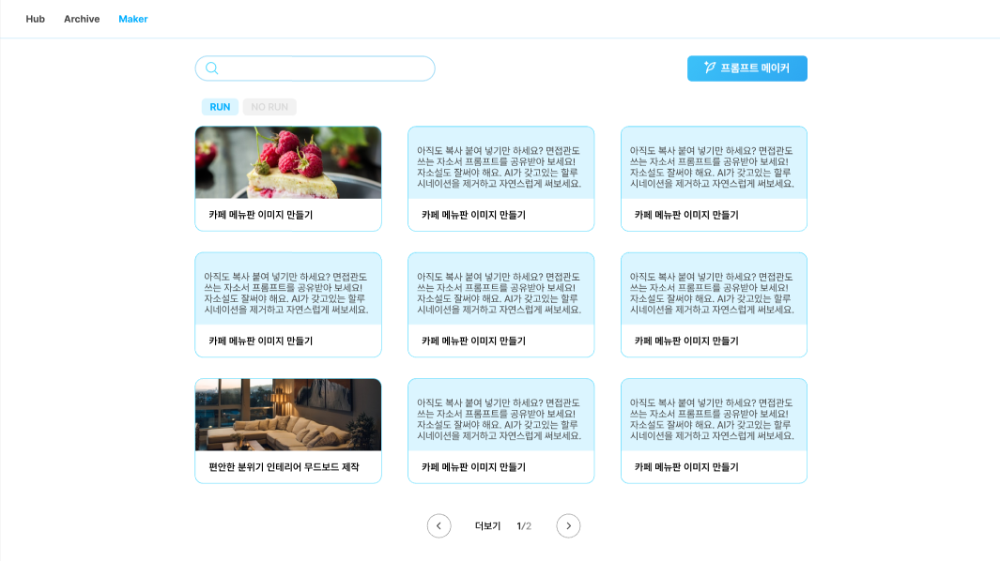 Hub Archive Maker
프롬프트 메이커
RUN NO RUN
카페 메뉴판 이미지 만들기
아직도 복사 붙여 넣기만 하세요? 면접관도
쓰는 자소서 프롬프트를 공유받아 보세요!
자소설도 잘써야 해요. AI가 갖고있는 할루
시네이션을 제거하고 자연스럽게 써보세요.
카페 메뉴판 이미지 만들기
아직도 복사 붙여 넣기만 하세요? 면접관도
쓰는 자소서 프롬프트를 공유받아 보세요!
자소설도 잘써야 해요. AI가 갖고있는 할루
시네이션을 제거하고 자연스럽게 써보세요.
카페 메뉴판 이미지 만들기
아직도 복사 붙여 넣기만 하세요? 면접관도
쓰는 자소서 프롬프트를 공유받아 보세요!
자소설도 잘써야 해요. AI가 갖고있는 할루
시네이션을 제거하고 자연스럽게 써보세요.
카페 메뉴판 이미지 만들기
아직도 복사 붙여 넣기만 하세요? 면접관도
쓰는 자소서 프롬프트를 공유받아 보세요!
자소설도 잘써야 해요. AI가 갖고있는 할루
시네이션을 제거하고 자연스럽게 써보세요.
카페 메뉴판 이미지 만들기
아직도 복사 붙여 넣기만 하세요? 면접관도
쓰는 자소서 프롬프트를 공유받아 보세요!
자소설도 잘써야 해요. AI가 갖고있는 할루
시네이션을 제거하고 자연스럽게 써보세요.
카페 메뉴판 이미지 만들기
편안한 분위기 인테리어 무드보드 제작
아직도 복사 붙여 넣기만 하세요? 면접관도
쓰는 자소서 프롬프트를 공유받아 보세요!
자소설도 잘써야 해요. AI가 갖고있는 할루
시네이션을 제거하고 자연스럽게 써보세요.
카페 메뉴판 이미지 만들기
아직도 복사 붙여 넣기만 하세요? 면접관도
쓰는 자소서 프롬프트를 공유받아 보세요!
자소설도 잘써야 해요. AI가 갖고있는 할루
시네이션을 제거하고 자연스럽게 써보세요.
카페 메뉴판 이미지 만들기
더보기 1/2